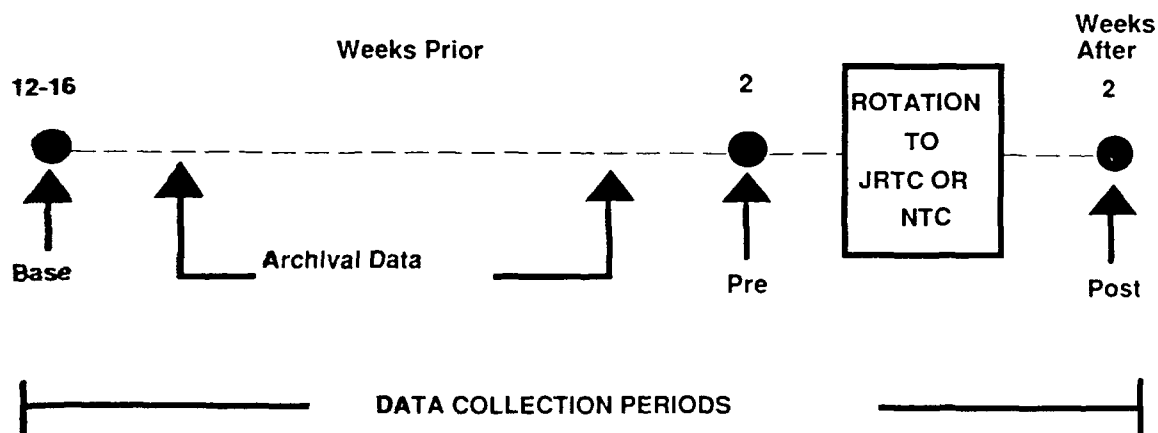 Weeks Prior
Weeks
After
12-16
2
2
ROTATION
TO
JRTC OR
NTC
Base
Archival Data
Pre
Post
DATA COLLECTION PERIODS